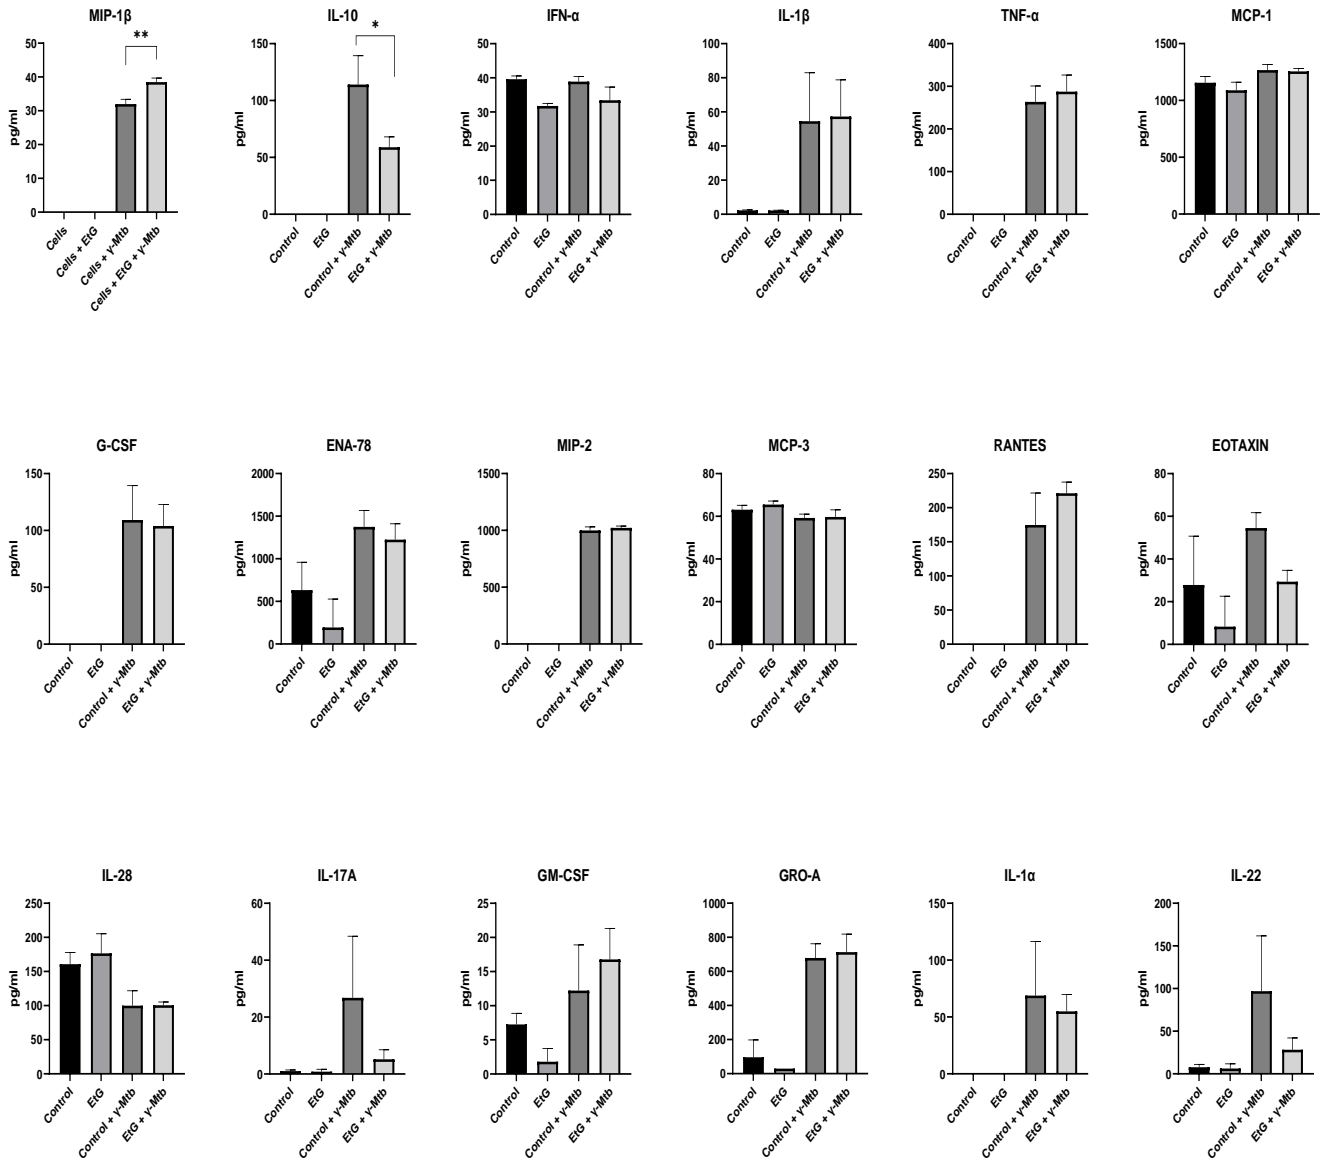 MIP-1β
IL-10
IFN-α
IL-1β
TNF-α
MCP-1
**
*
50
40
30
20
10
0
pg/ml
Cells
Cells + EtG
Cells + γ-Mtb
Cells + EtG + γ-Mtb
150
100
50
0
pg/ml
Control
EtG
Control + γ-Mtb
EtG + γ-Mtb
50
40
30
20
10
0
pg/ml
Control
EtG
Control + γ-Mtb
EtG + γ-Mtb
100
80
60
40
20
0
pg/ml
Control
EtG
Control + γ-Mtb
EtG + γ-Mtb
400
300
200
100
0
pg/ml
Control
EtG
Control + γ-Mtb
EtG + γ-Mtb
1500
1000
500
0
pg/ml
Control
EtG
Control + γ-Mtb
EtG + γ-Mtb
G-CSF
ENA-78
MIP-2
MCP-3
RANTES
EOTAXIN
150
100
50
0
pg/ml
Control
EtG
Control + γ-Mtb
EtG + γ-Mtb
2000
1500
1000
500
0
pg/ml
Control
EtG
Control + γ-Mtb
EtG + γ-Mtb
1500
1000
500
0
pg/ml
Control
EtG
Control + γ-Mtb
EtG + γ-Mtb
80
60
40
20
0
pg/ml
Control
EtG
Control + γ-Mtb
EtG + γ-Mtb
250
200
150
100
50
0
pg/ml
Control
EtG
Control + γ-Mtb
EtG + γ-Mtb
80
60
40
20
0
pg/ml
Control
EtG
Control + γ-Mtb
EtG + γ-Mtb
IL-28
IL-17A
GM-CSF
GRO-A
IL-1α
IL-22
250
200
150
100
50
0
pg/ml
Control
EtG
Control + γ-Mtb
EtG + γ-Mtb
60
40
20
0
pg/ml
Control
EtG
Control + γ-Mtb
EtG + γ-Mtb
25
20
15
10
5
0
pg/ml
Control
EtG
Control + γ-Mtb
EtG + γ-Mtb
1000
800
600
400
200
0
pg/ml
Control
EtG
Control + γ-Mtb
EtG + γ-Mtb
150
100
50
0
pg/ml
Control
EtG
Control + γ-Mtb
EtG + γ-Mtb
200
150
100
50
0
pg/ml
Control
EtG
Control + γ-Mtb
EtG + γ-Mtb